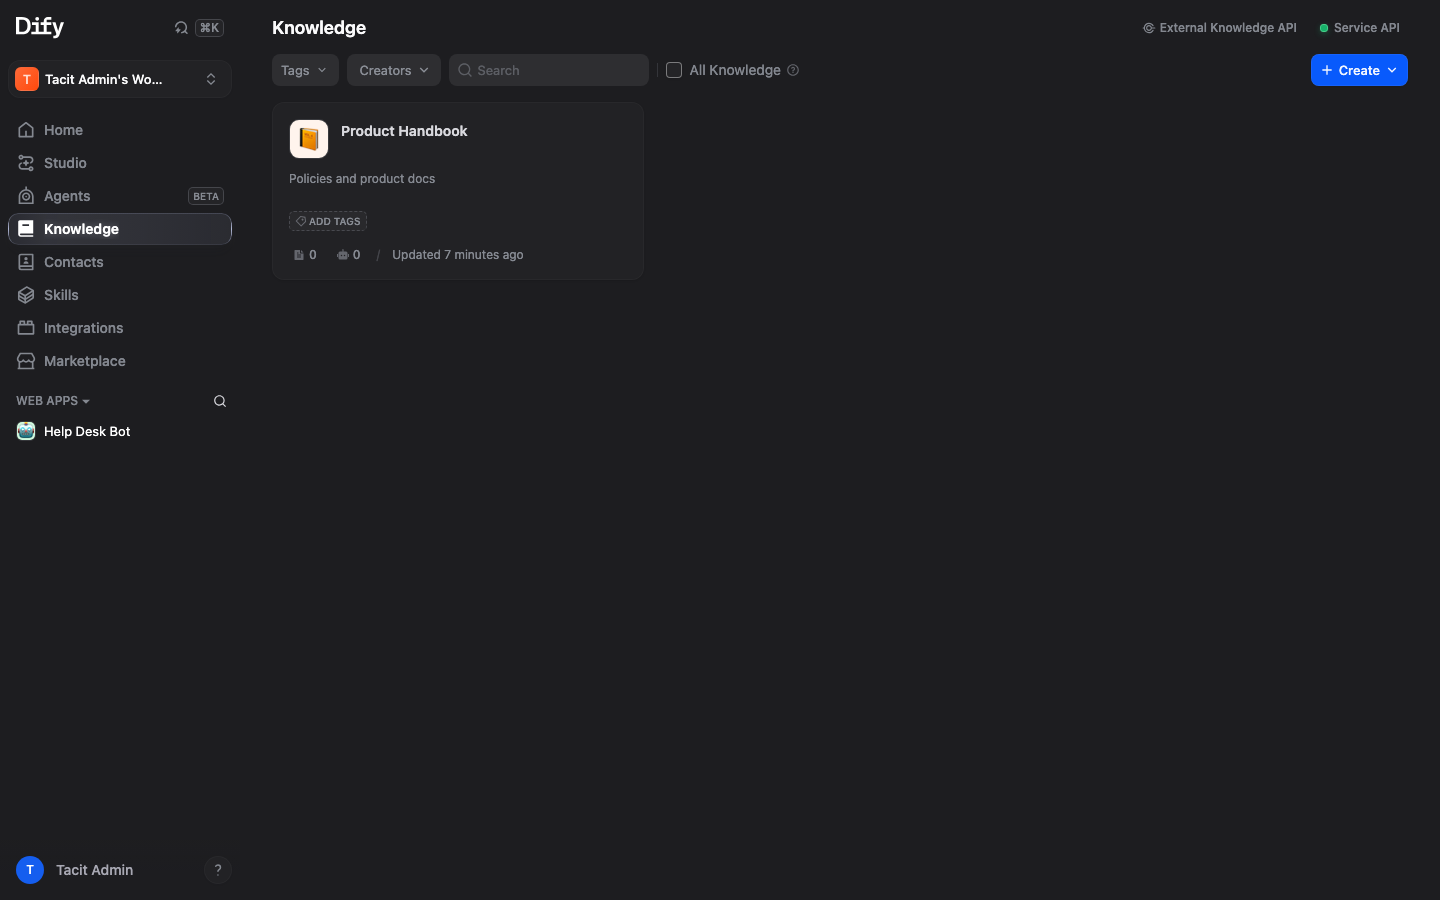 Dify
⌘K
Knowledge
External Knowledge API
Service API
T
Tacit Admin's Wo...
Tags
Creators
Search
All Knowledge
?
+ Create
Home
Studio
Agents
BETA
Knowledge
Contacts
Skills
Integrations
Marketplace
Product Handbook
Policies and product docs
ADD TAGS
0
0
/
Updated 7 minutes ago
WEB APPS
Help Desk Bot
T
Tacit Admin
?